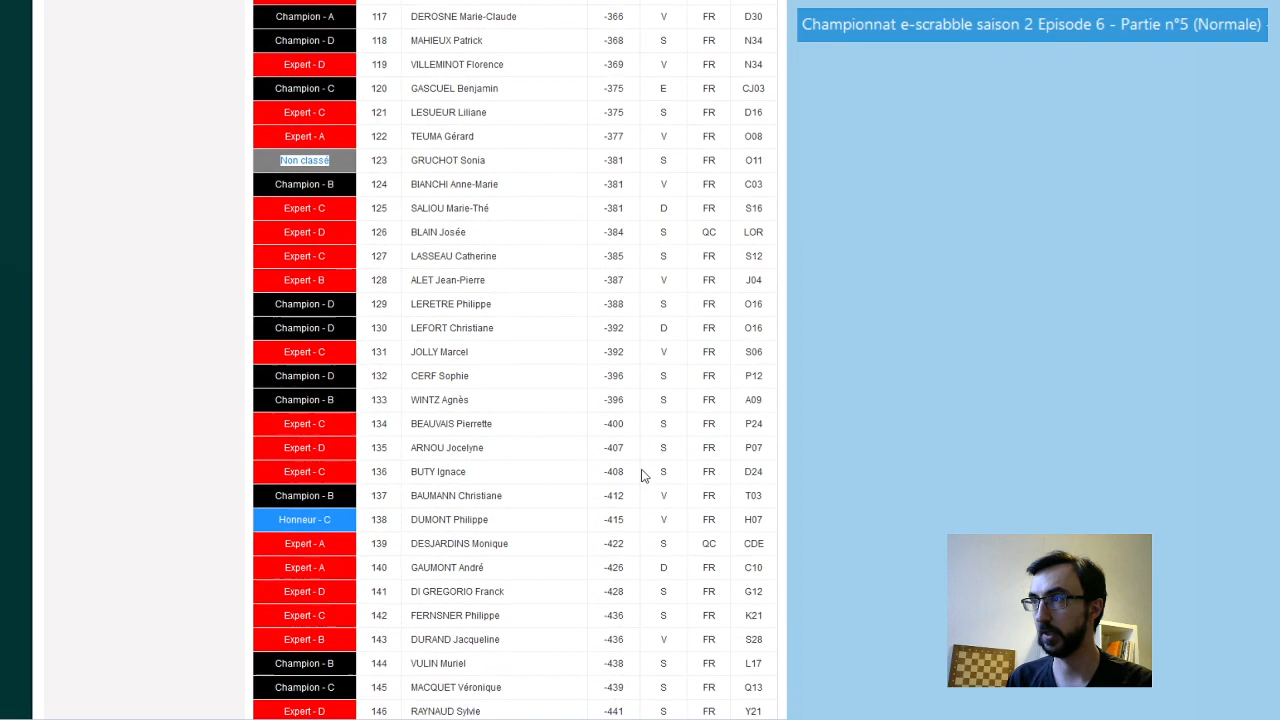 Championnat e-scrabble saison 2 Episode 6 - Partie n°5 (Normale) -
Champion - A 117 DEROSNE Marie-Claude -366 V FR D30
Champion - D 118 MAHIEUX Patrick -368 S FR N34
Expert - D 119 VILLEMINOT Florence -369 V FR N34
Champion - C 120 GASCUEL Benjamin -375 E FR QO3
Expert - C 121 LESUEUR Liliane -375 S FR D16
Expert - A 122 TEUMA Gérard -377 V FR D08
Non classé 123 GRUCHOT Sonia -381 S FR O11
Champion - B 124 BIANCHI Anne-Marie -381 V FR C03
Expert - C 125 SALIOU Marie-Thé -381 D FR S16
Expert - D 126 BLAIN Josée -384 S QC LOR
Expert - C 127 LASSEAU Catherine -385 S FR S12
Expert - B 128 ALET Jean-Pierre -387 V FR J04
Champion - D 129 LERETRE Philippe -388 S FR O16
Champion - D 130 LEFORT Christiane -392 D FR O16
Expert - C 131 JOLLY Marcel -392 V FR S06
Champion - D 132 CERF Sophie -396 S FR P12
Champion - B 133 WINTZ Agnès -396 S FR A09
Expert - C 134 BEAUVAIS Pierrette -400 S FR P24
Expert - D 135 ARNOU Jocelyne -407 S FR P07
Expert - C 136 BUTY Ignace -408 S FR D24
Champion - B 137 BAUMANN Christiane -412 V FR T03
Honneur - C 138 DUMONT Philippe -415 V FR H07
Expert - A 139 DESJARDINS Monique -422 S QC CDE
Expert - A 140 GAUMONT André -426 D FR C10
Expert - D 141 DI GREGORIO Franck -428 S FR G12
Expert - C 142 FERNSNER Philippe -436 S FR K21
Expert - B 143 DURAND Jacqueline -436 V FR S28
Champion - B 144 VULIN Muriel -438 S FR L17
Champion - C 145 MACQUET Véronique -439 S FR Q13
Expert - D 146 RAYNAUD Sylvie -441 S FR Y21